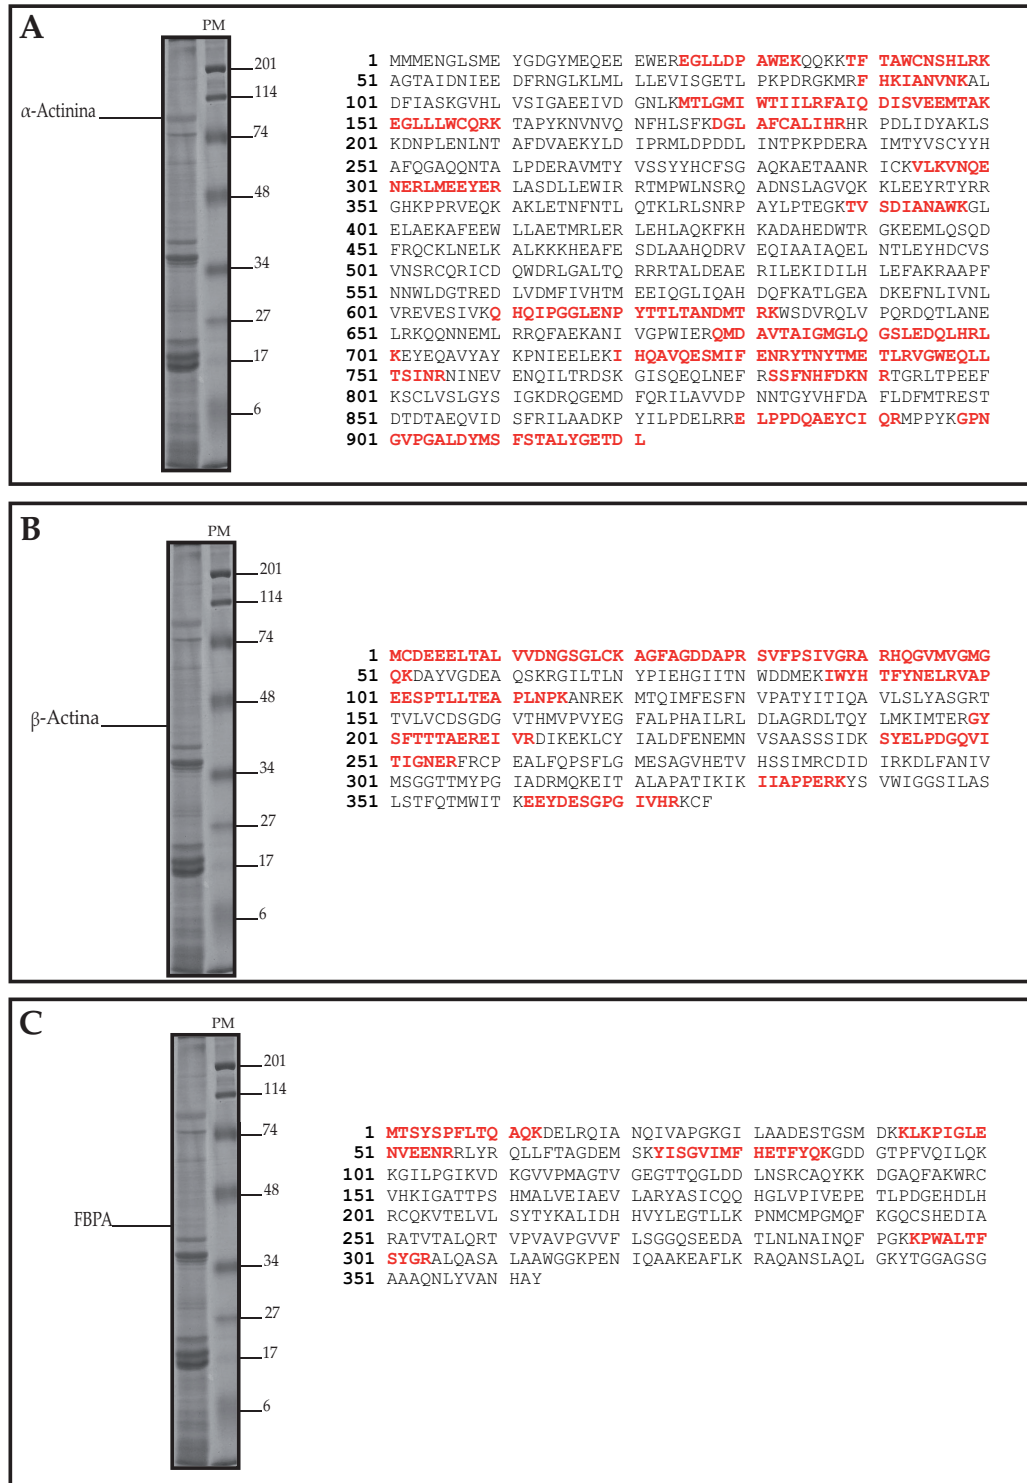 A
PM
201
114
α-Actinina
74
48
34
27
17
6
1 MMMENGLSME YGDGYMEQEE EWEREGLLDP AWEKQQKKTF TAWCNSHLRK
51 AGTAIDNIEE DFRNGLKLML LLEVISGETL PKPDRGKMRF HKIANVNKAL
101 DFIASKGVHL VSIGAEEIVD GNLKMTLGMI WTIILRFAIQ DISVEEMTAK
151 EGLLLWCQRK TAPYKNVNVQ NFHLSFKDGL AFCALIHRHR PDLIDYAKLS
201 KDNPLENLNT AFDVAEKYLD IPRMLDPDDL INTPKPDERA IMTYVSCYYH
251 AFQGAQQNTA LPDERAVMTY VSSYYHCFSG AQKAETAANR ICKVLKVNQE
301 NERLMEEYER LASDLLEWIR RTMPWLNSRQ ADNSLAGVQK KLEEYRTYRR
351 GHKPPRVEQK AKLETNFNTL QTKLRLSNRP AYLPTEGKTV SDIANAWKGL
401 ELAEKAFEEW LLAETMRLER LEHLAQKFKH KADAHEDWTR GKEEMLQSQD
451 FRQCKLNELK ALKKKHEAFE SDLAAHQDRV EQIAAIAQEL NTLEYHDCVS
501 VNSRCQRICD QWDRLGALTQ RRRTALDEAE RILEKIDILH LEFAKRAAPF
551 NNWLDGTRED LVDMFIVHTM EEIQGLIQAH DQFKATLGEA DKEFNLIVNL
601 VREVESIVKQ HQIPGGLENP YTTLTANDMT RKWSDVRQLV PQRDQTLANE
651 LRKQQNNEML RRQFAEKANI VGPWIERQMD AVTAIGMGLQ GSLEDQLHRL
701 KEYEQAVYAY KPNIEELEKI HQAVQESMIF ENRYTNYTME TLRVGWEQLL
751 TSINRNINEV ENQILTRDSK GISQEQLNEF RSSFNHFDKN RTGRLTPEEF
801 KSCLVSLGYS IGKDRQGEMD FQRILAVVDP NNTGYVHFDA FLDFMTREST
851 DTDTAEQVID SFRILAADKP YILPDELRRE LPPDQAEYCI QRMPPYKGPN
901 GVPGALDYMS FSTALYGETD L
B
PM
201
114
74
48
β-Actina
34
27
17
6
1 MCDEEELTAL VVDNGSGLCK AGFAGDDAPR SVFPSIVGRA RHQGVMVGMG
51 QKDAYVGDEA QSKRGILTLN YPIEHGIITN WDDMEKIWYH TFYNELRVAP
101 EESPTLLTEA PLNPKANREK MTQIMFESFN VPATYITIQA VLSLYASGRT
151 TVLVCDSGDG VTHMVPVYEG FALPHAILRL DLAGRDLTQY LMKIMTERGY
201 SFTTTAEREI VRDIKEKLCY IALDFENEMN VSAASSSIDK SYELPDGQVI
251 TIGNERFRCP EALFQPSFLG MESAGVHETV HSSIMRCDID IRKDLFANIV
301 MSGGTTMYPG IADRMQKEIT ALAPATIKIK IIAPPERKYS VWIGGSILAS
351 LSTFQTMWIT KEEYDESGPG IVHRKCF
C
PM
201
114
74
48
FBPA
34
27
17
6
1 MTSYSPFLTQ AQKDELRQIA NQIVAPGKGI LAADESTGSM DKKLKPIGLE
51 NVEENRRLYR QLLFTAGDEM SKYISGVIMF HETFYQKGDD GTPFVQILQK
101 KGILPGIKVD KGVVPMAGTV GEGTTQGLDD LNSRCAQYKK DGAQFAKWRC
151 VHKIGATTPS HMALVEIAEV LARYASICQQ HGLVPIVEPE TLPDGEHDLH
201 RCQKVTELVL SYTYKALIDH HVYLEGTLLK PNMCMPGMQF KGQCSHEDIA
251 RATVTALQRT VPVAVPGVVF LSGGQSEEDA TLNLNAINQF PGKKPWALTF
301 SYGRALQASA LAAWGGKPEN IQAAKEAFLK RAQANSLAQL GKYTGGAGSG
351 AAAQNLYVAN HAY